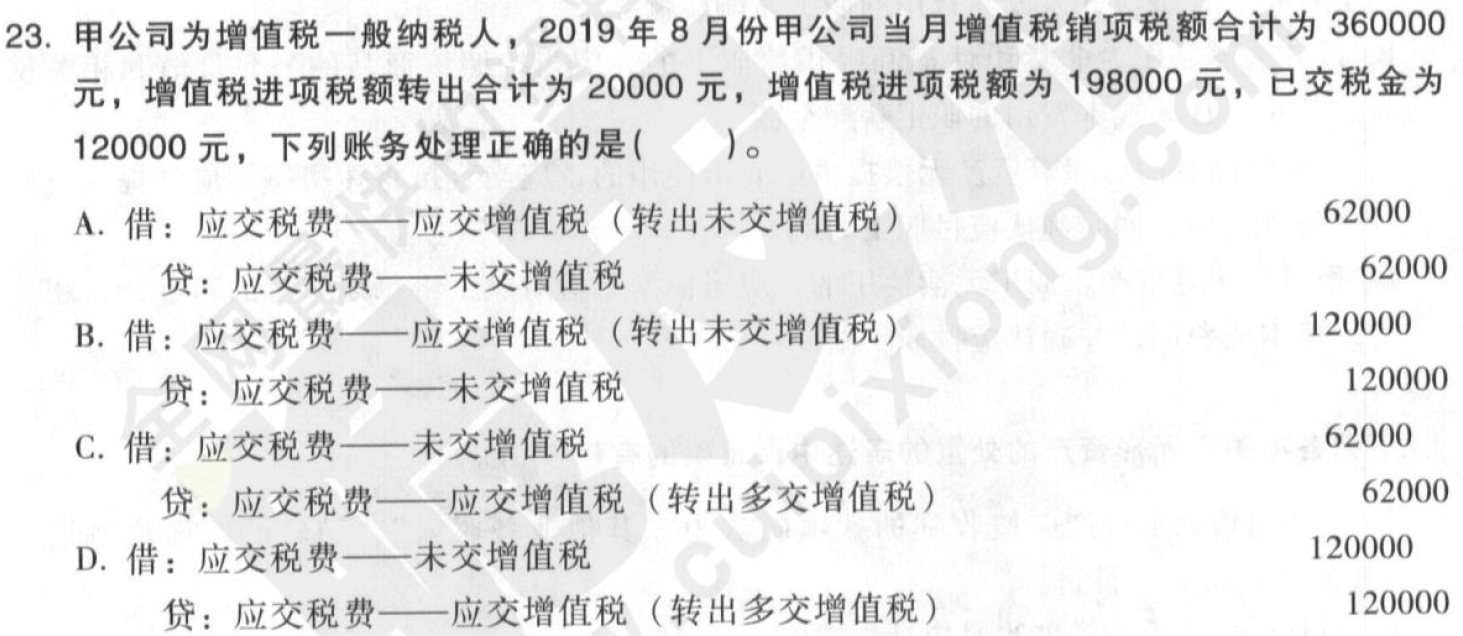 23. 甲公司为增值税一般纳税人，2019 年 8 月份甲公司当月增值税销项税额合计为 360000
元，增值税进项税额转出合计为 20000 元，增值税进项税额为 198000 元，已交税金为
120000 元，下列账务处理正确的是(　　)。
A. 借：应交税费——应交增值税（转出未交增值税） 62000
贷：应交税费——未交增值税 62000
B. 借：应交税费——应交增值税（转出未交增值税） 120000
贷：应交税费——未交增值税 120000
C. 借：应交税费——未交增值税 62000
贷：应交税费——应交增值税（转出多交增值税） 62000
D. 借：应交税费——未交增值税 120000
贷：应交税费——应交增值税（转出多交增值税） 120000
cuipixiong.com